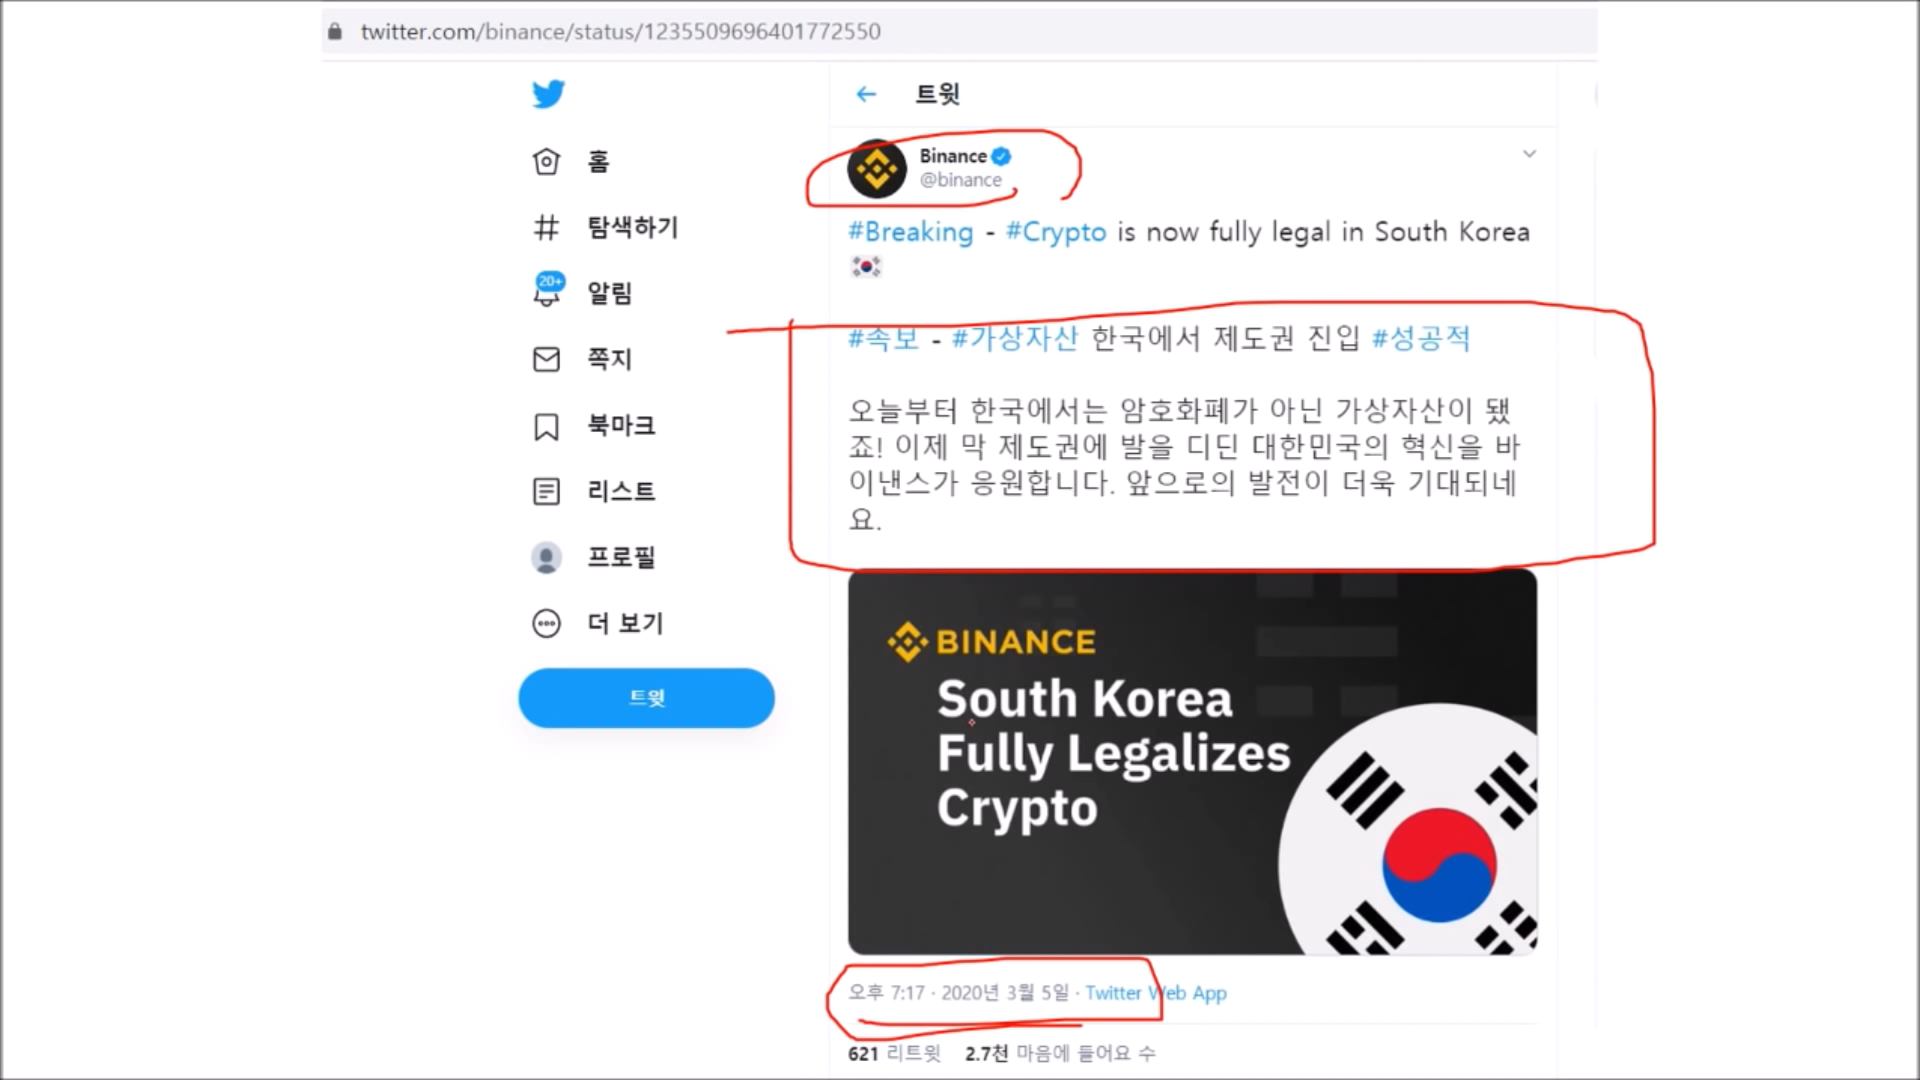 twitter.com/binance/status/1235509696401772550
홈
탐색하기
20+
알림
쪽지
북마크
리스트
프로필
더 보기
트윗
트윗
Binance
@binance
#Breaking - #Crypto is now fully legal in South Korea
#속보 - #가상자산 한국에서 제도권 진입 #성공적
오늘부터 한국에서는 암호화폐가 아닌 가상자산이 됐
죠! 이제 막 제도권에 발을 디딘 대한민국의 혁신을 바
이낸스가 응원합니다. 앞으로의 발전이 더욱 기대되네
요.
BINANCE
South Korea
Fully Legalizes
Crypto
오후 7:17 · 2020년 3월 5일 · Twitter Web App
621 리트윗 2.7천 마음에 들어요 수